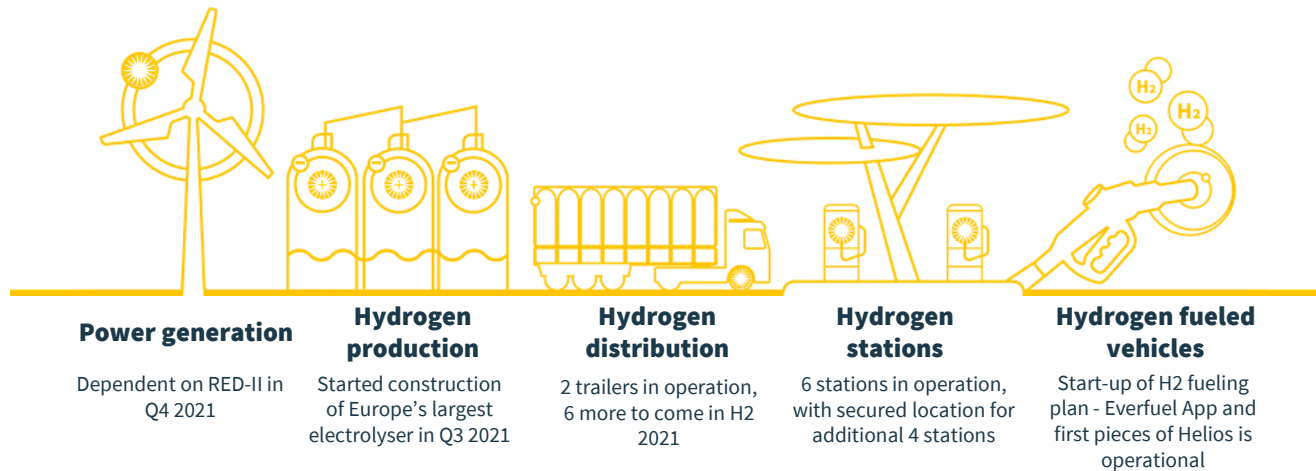 H2
H2
H2
Power generation
Dependent on RED-II in
Q4 2021
Hydrogen
production
Started construction
of Europe's largest
electrolyser in Q3 2021
Hydrogen
distribution
2 trailers in operation,
6 more to come in H2
2021
Hydrogen
stations
6 stations in operation,
with secured location for
additional 4 stations
Hydrogen fueled
vehicles
Start-up of H2 fueling
plan - Everfuel App and
first pieces of Helios is
operational